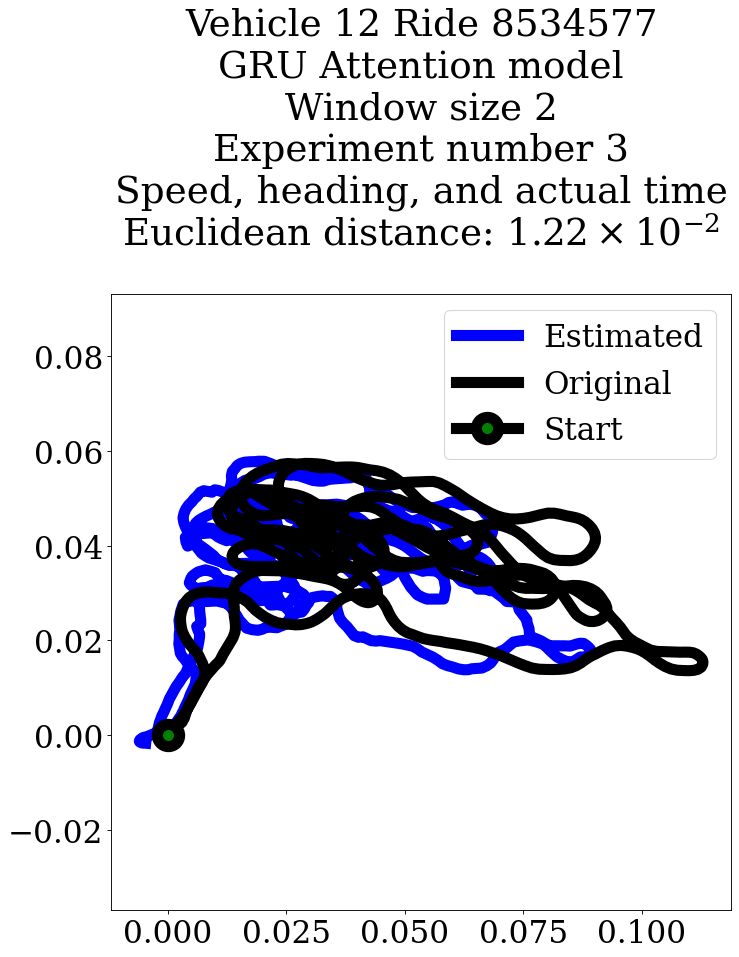 Vehicle 12 Ride 8534577
GRU Attention model
Window size 2
Experiment number 3
Speed, heading, and actual time
Euclidean distance: 1.22 × 10⁻²
Estimated
Original
Start
0.08
0.06
0.04
0.02
0.00
−0.02
0.000 0.025 0.050 0.075 0.100